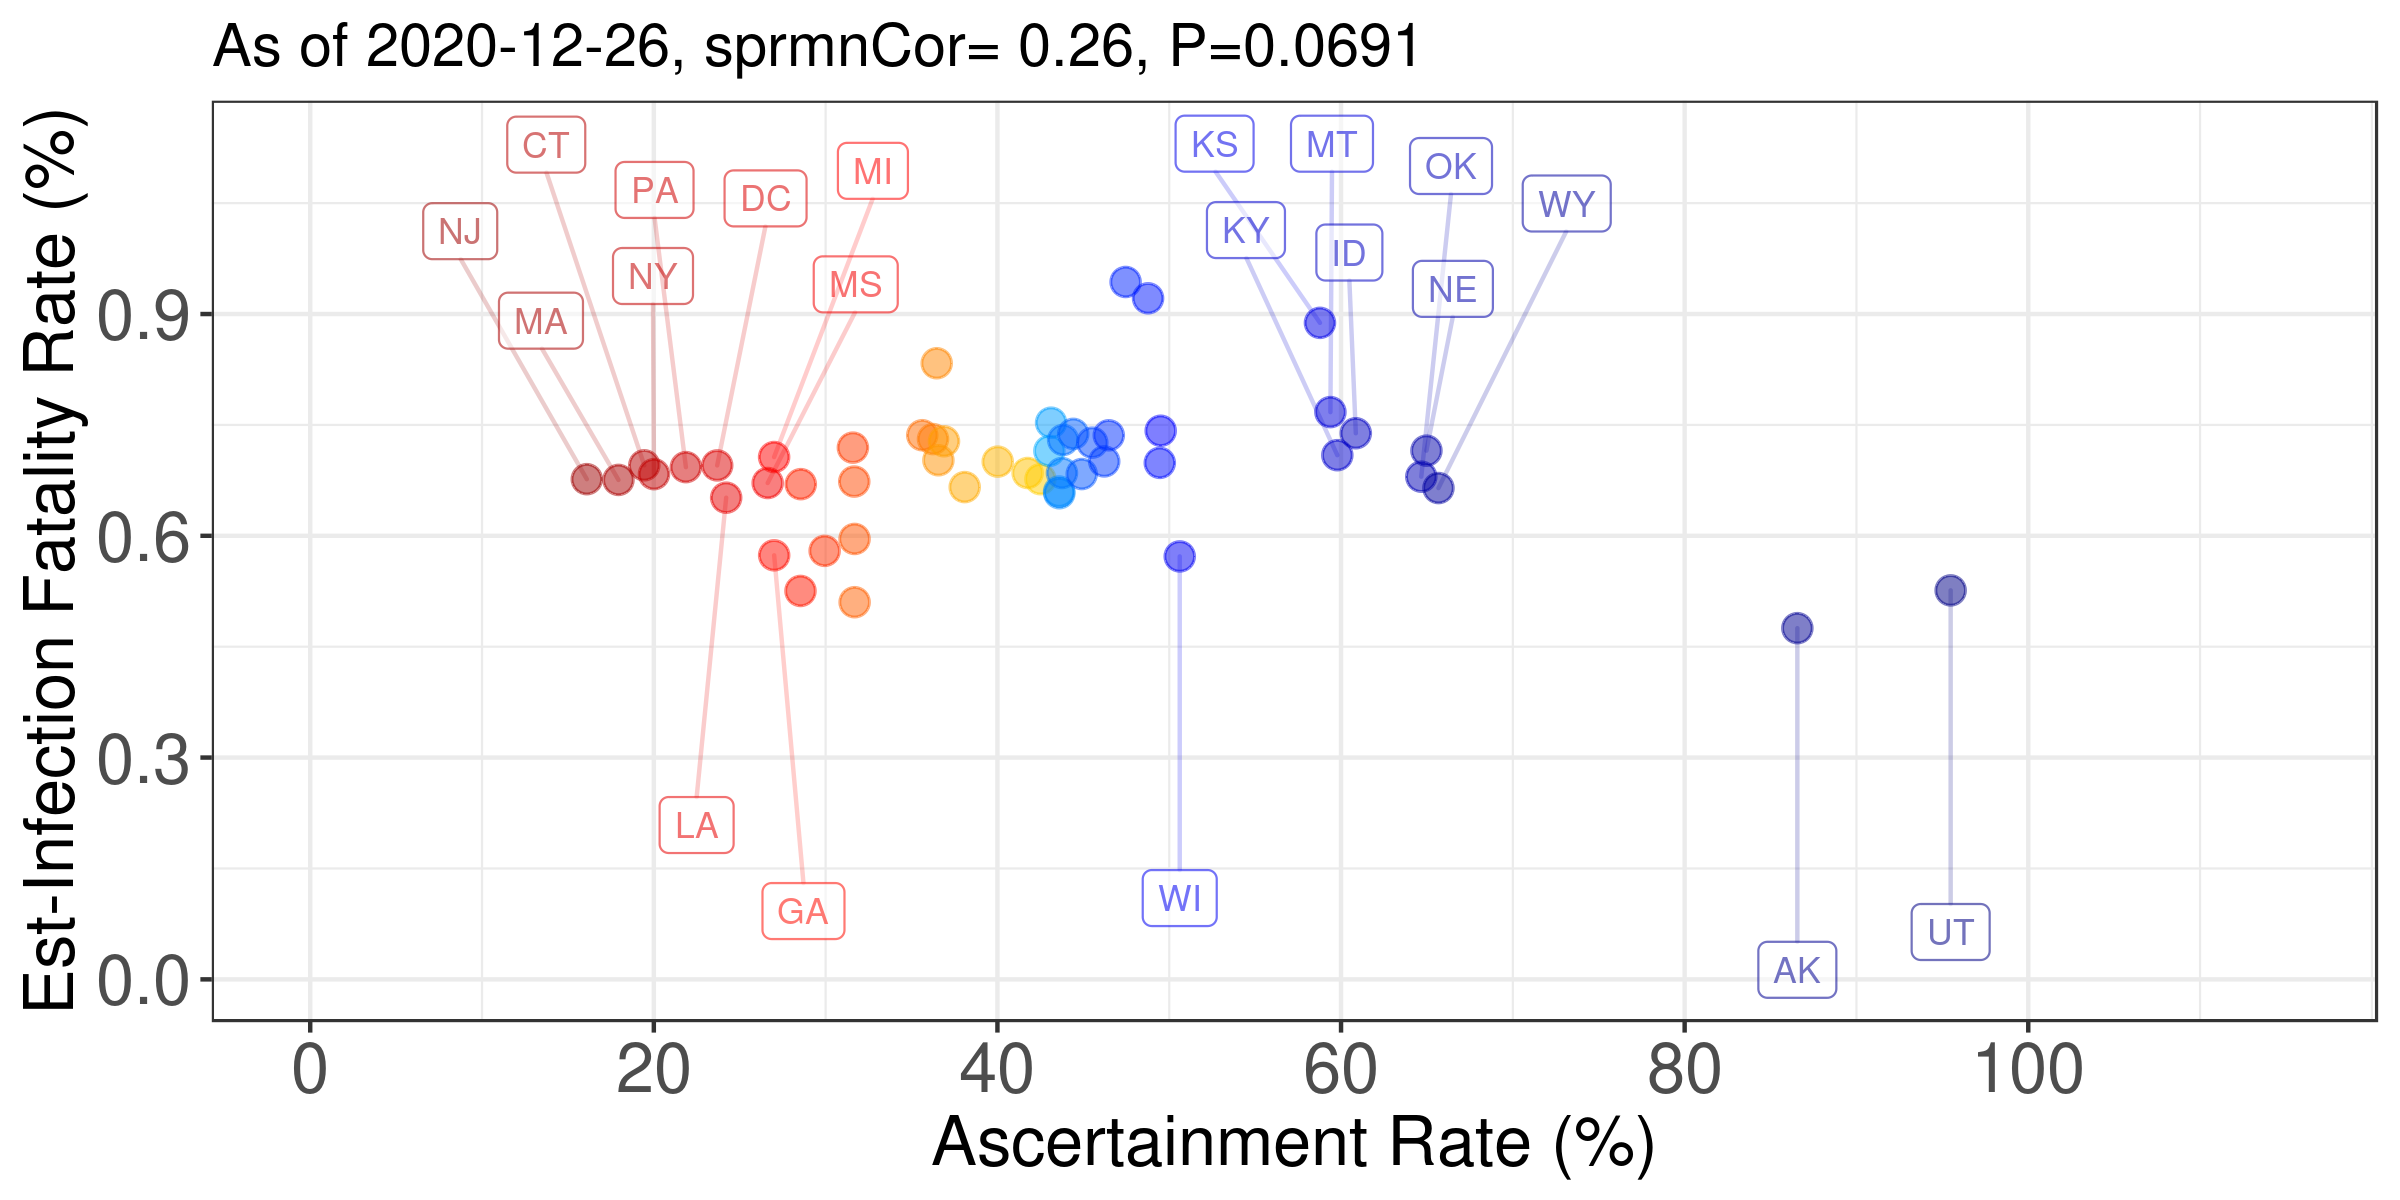 As of 2020-12-26, sprmnCor= 0.26, P=0.0691
Est-Infection Fatality Rate (%)
0.9
0.6
0.3
0.0
CT
PA
DC
MI
KS
MT
OK
WY
NJ
NY
MS
KY
ID
NE
MA
LA
GA
WI
UT
AK
0 20 40 60 80 100
Ascertainment Rate (%)